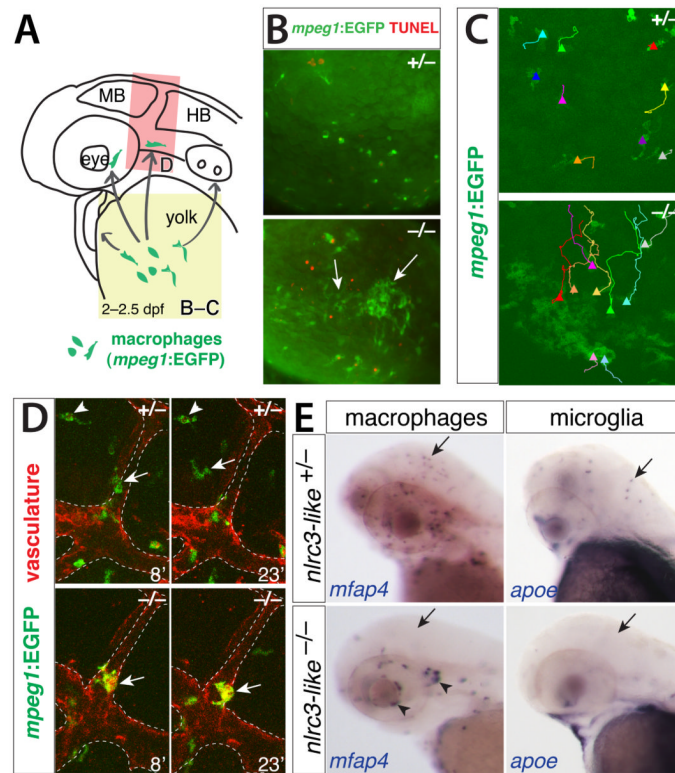 A
MB
HB
eye
D
yolk
2–2.5 dpf
B–C
macrophages
(mpeg1:EGFP)
B
mpeg1:EGFP TUNEL
+/–
–/–
C
mpeg1:EGFP
+/–
–/–
D
vasculature
mpeg1:EGFP
+/–
8'
+/–
23'
–/–
8'
–/–
23'
E
macrophages
microglia
nlrc3-like+/–
mfap4
apoe
nlrc3-like–/–
mfap4
apoe